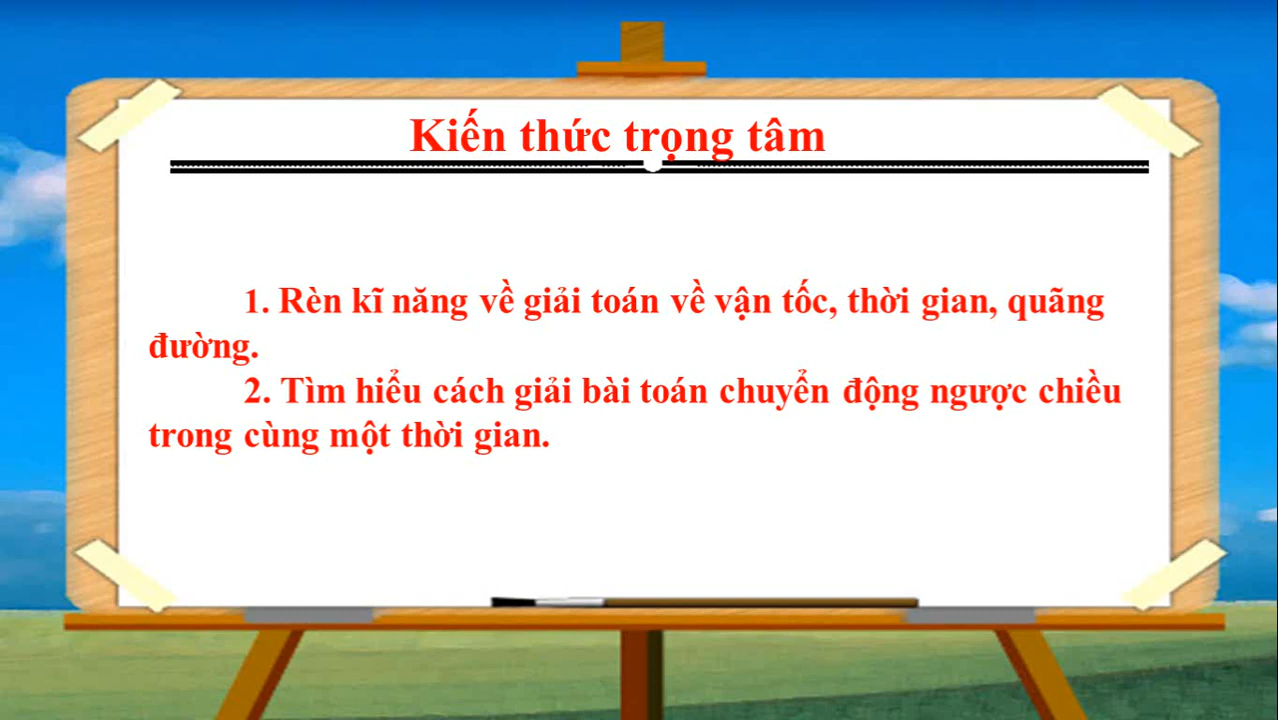 Kiến thức trọng tâm
1. Rèn kĩ năng về giải toán về vận tốc, thời gian, quãng
đường.
2. Tìm hiểu cách giải bài toán chuyển động ngược chiều
trong cùng một thời gian.